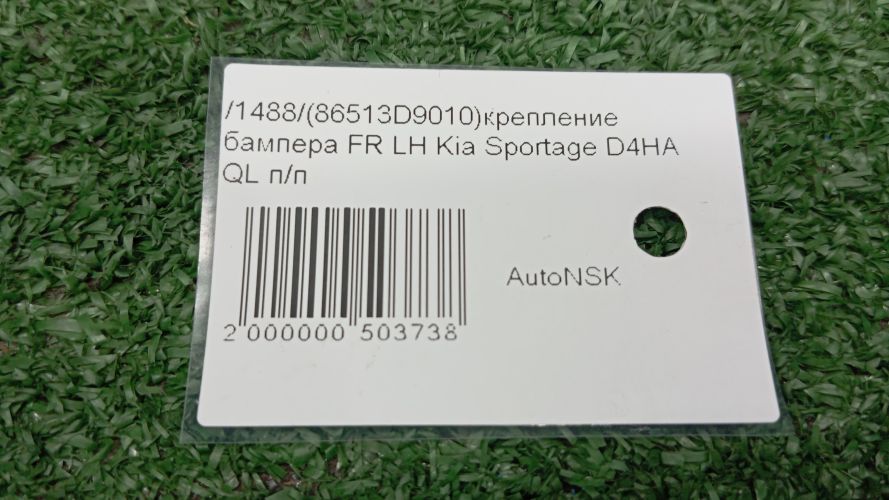 /1488/(86513D9010)крепление
бампера FR LH Kia Sportage D4HA
QL п/п
AutoNSK
2 000000 503738